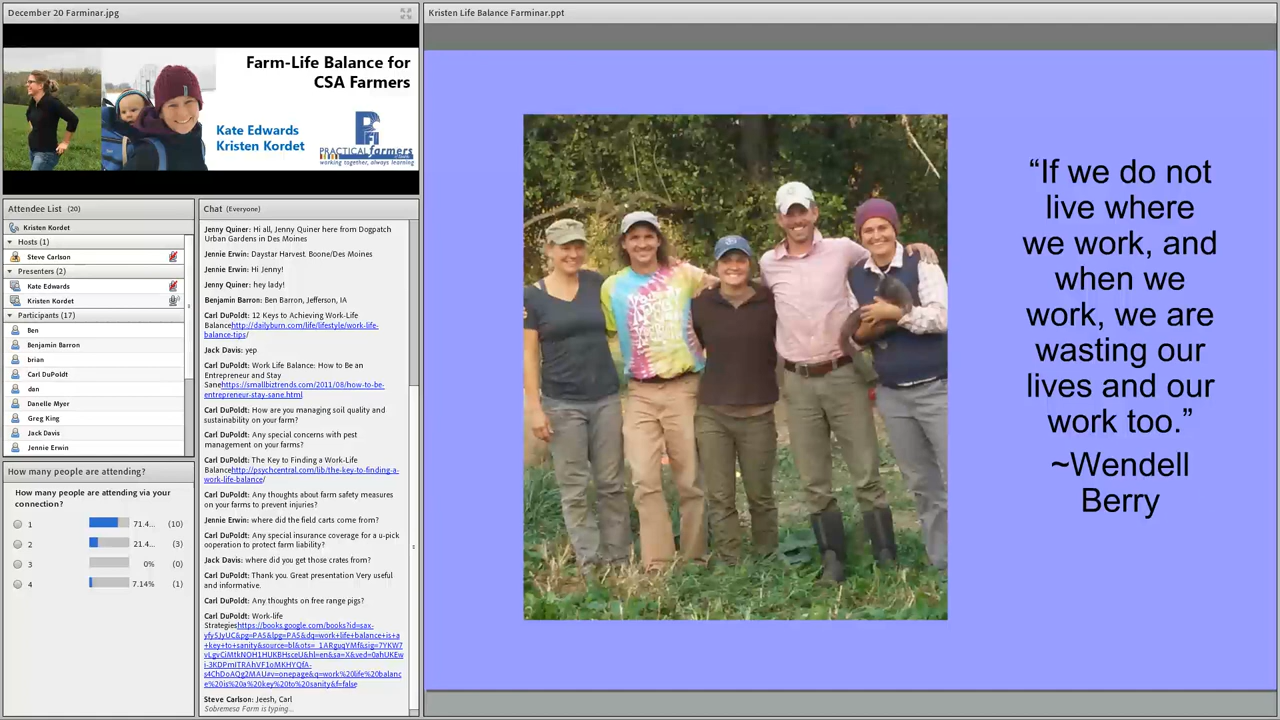 December 20 Farminar.jpg
Farm-Life Balance for
CSA Farmers
Kate Edwards
Kristen Kordet
PRACTICAL farmers
working together, always learning
Attendee List (20)
Kristen Kordet
Hosts (1)
Steve Carlson
Presenters (2)
Kate Edwards
Kristen Kordet
Participants (17)
Ben
Benjamin Barron
brian
Carl DuPoldt
dan
Danelle Myer
Greg King
Jack Davis
Jennie Erwin
How many people are attending?
How many people are attending via your
connection?
1 71.4... (10)
2 21.4... (3)
3 0% (0)
4 7.14% (1)
Chat (Everyone)
Jenny Quiner: Hi all, Jenny Quiner here from Dogpatch
Urban Gardens in Des Moines
Jennie Erwin: Daystar Harvest. Boone/Des Moines
Jennie Erwin: Hi Jenny!
Jenny Quiner: hey lady!
Benjamin Barron: Ben Barron, Jefferson, IA
Carl DuPoldt: 12 Keys to Achieving Work-Life
Balancehttp://dailyburn.com/life/lifestyle/work-life-
balance-tips/
Jack Davis: yep
Carl DuPoldt: Work Life Balance: How to Be an
Entrepreneur and Stay
Sanehttps://smallbiztrends.com/2011/08/how-to-be-
entrepreneur-stay-sane.html
Carl DuPoldt: How are you managing soil quality and
sustainability on your farm?
Carl DuPoldt: Any special concerns with pest
management on your farms?
Carl DuPoldt: The Key to Finding a Work-Life
Balancehttp://psychcentral.com/lib/the-key-to-finding-a-
work-life-balance/
Carl DuPoldt: Any thoughts about farm safety measures
on your farms to prevent injuries?
Jennie Erwin: where did the field carts come from?
Carl DuPoldt: Any special insurance coverage for a u-pick
ooperation to protect farm liability?
Jack Davis: where did you get those crates from?
Carl DuPoldt: Thank you. Great presentation Very useful
and informative.
Carl DuPoldt: Any thoughts on free range pigs?
Carl DuPoldt: Work-life
Strategieshttps://books.google.com/books?id=sax-
Steve Carlson: Jeesh, Carl
Sobremesa Farm is typing...
Kristen Life Balance Farminar.ppt
“If we do not
live where
we work, and
when we
work, we are
wasting our
lives and our
work too.”
~Wendell
Berry